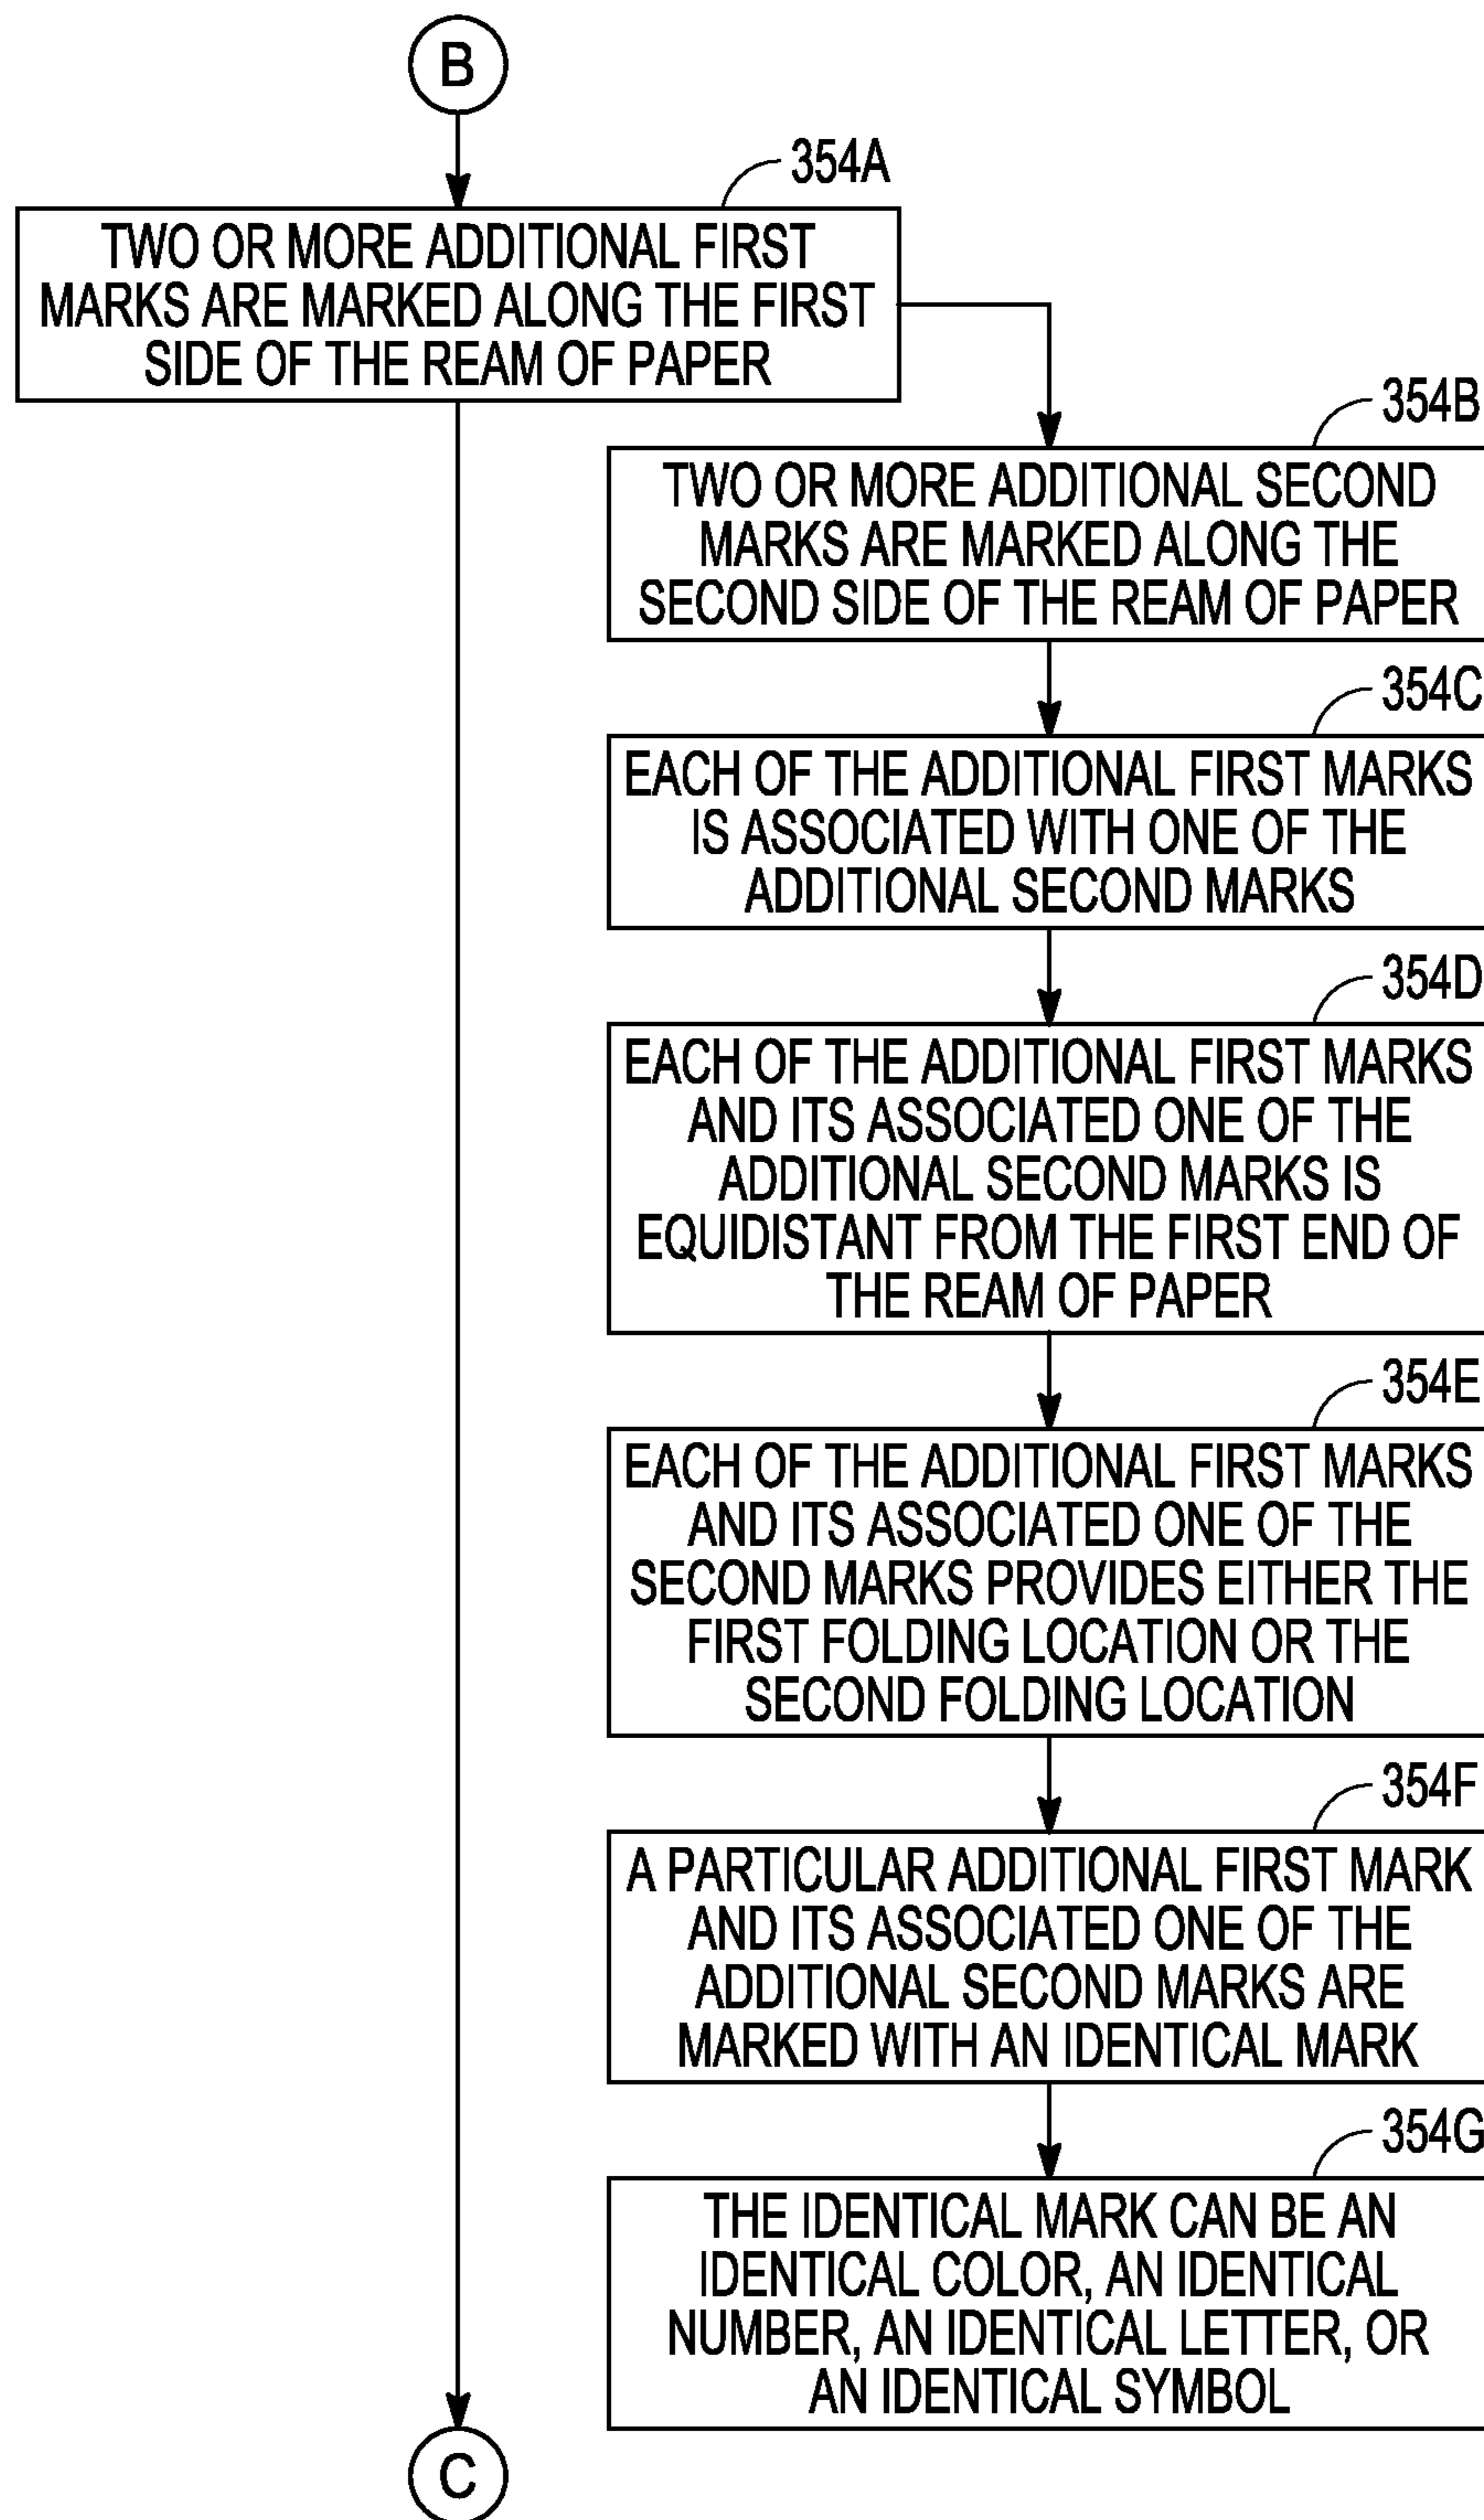 B
354A
TWO OR MORE ADDITIONAL FIRST
MARKS ARE MARKED ALONG THE FIRST
SIDE OF THE REAM OF PAPER
354B
TWO OR MORE ADDITIONAL SECOND
MARKS ARE MARKED ALONG THE
SECOND SIDE OF THE REAM OF PAPER
354C
EACH OF THE ADDITIONAL FIRST MARKS
IS ASSOCIATED WITH ONE OF THE
ADDITIONAL SECOND MARKS
354D
EACH OF THE ADDITIONAL FIRST MARKS
AND ITS ASSOCIATED ONE OF THE
ADDITIONAL SECOND MARKS IS
EQUIDISTANT FROM THE FIRST END OF
THE REAM OF PAPER
354E
EACH OF THE ADDITIONAL FIRST MARKS
AND ITS ASSOCIATED ONE OF THE
SECOND MARKS PROVIDES EITHER THE
FIRST FOLDING LOCATION OR THE
SECOND FOLDING LOCATION
354F
A PARTICULAR ADDITIONAL FIRST MARK
AND ITS ASSOCIATED ONE OF THE
ADDITIONAL SECOND MARKS ARE
MARKED WITH AN IDENTICAL MARK
354G
THE IDENTICAL MARK CAN BE AN
IDENTICAL COLOR, AN IDENTICAL
NUMBER, AN IDENTICAL LETTER, OR
AN IDENTICAL SYMBOL
C